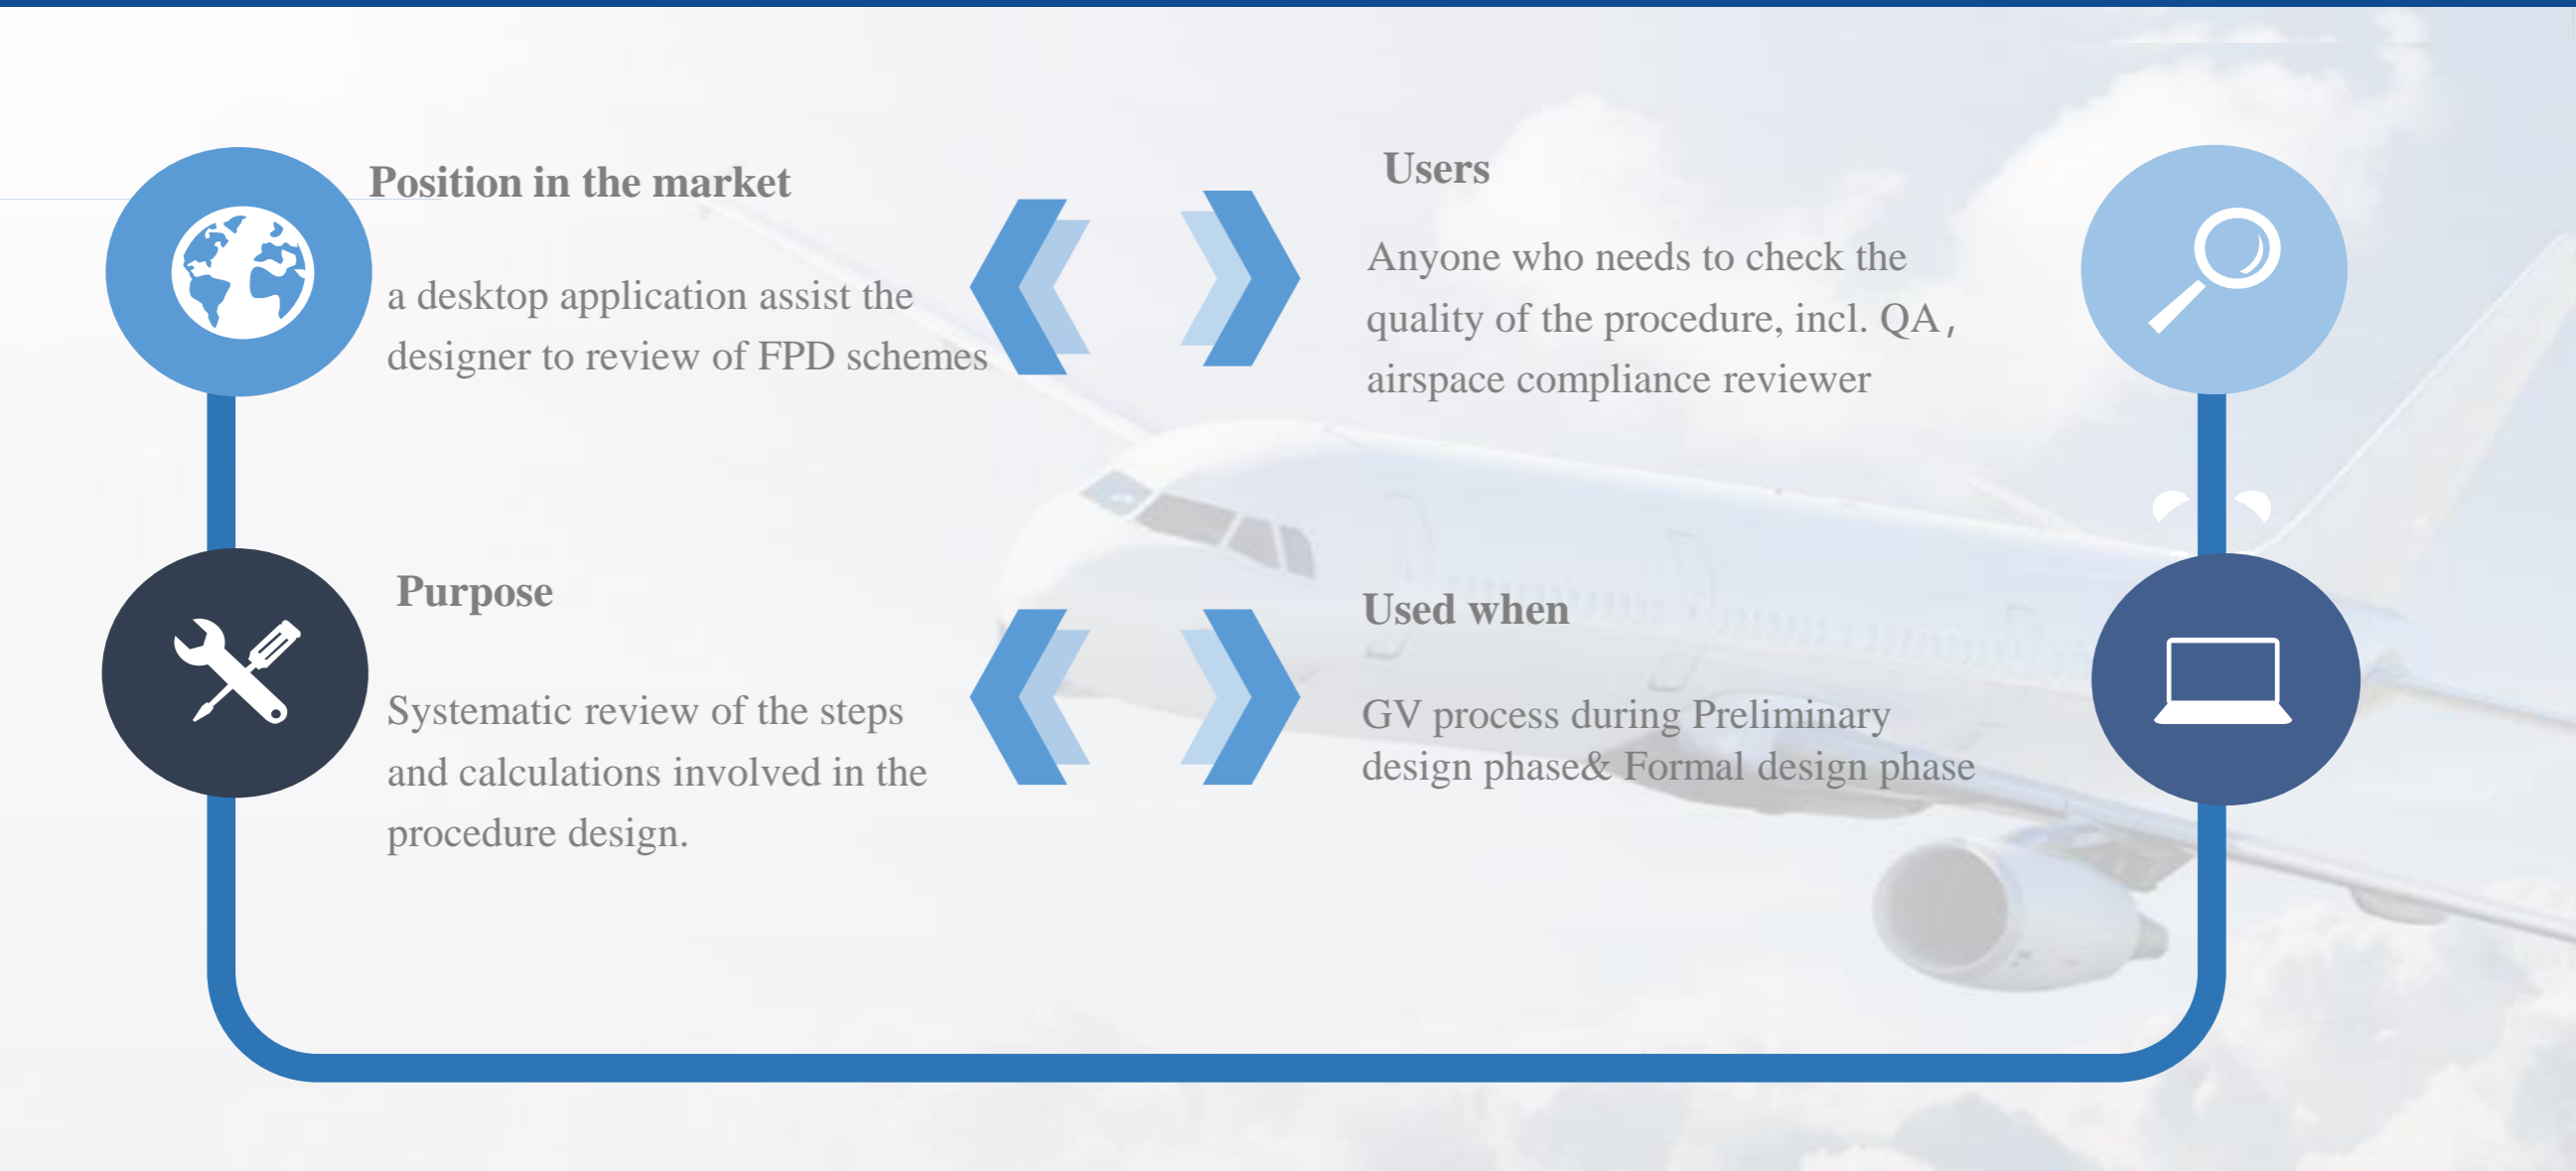 Position in the market
a desktop application assist the
designer to review of FPD schemes
Users
Anyone who needs to check the
quality of the procedure, incl. QA，
airspace compliance reviewer
Purpose
Systematic review of the steps
and calculations involved in the
procedure design.
Used when
GV process during Preliminary
design phase& Formal design phase